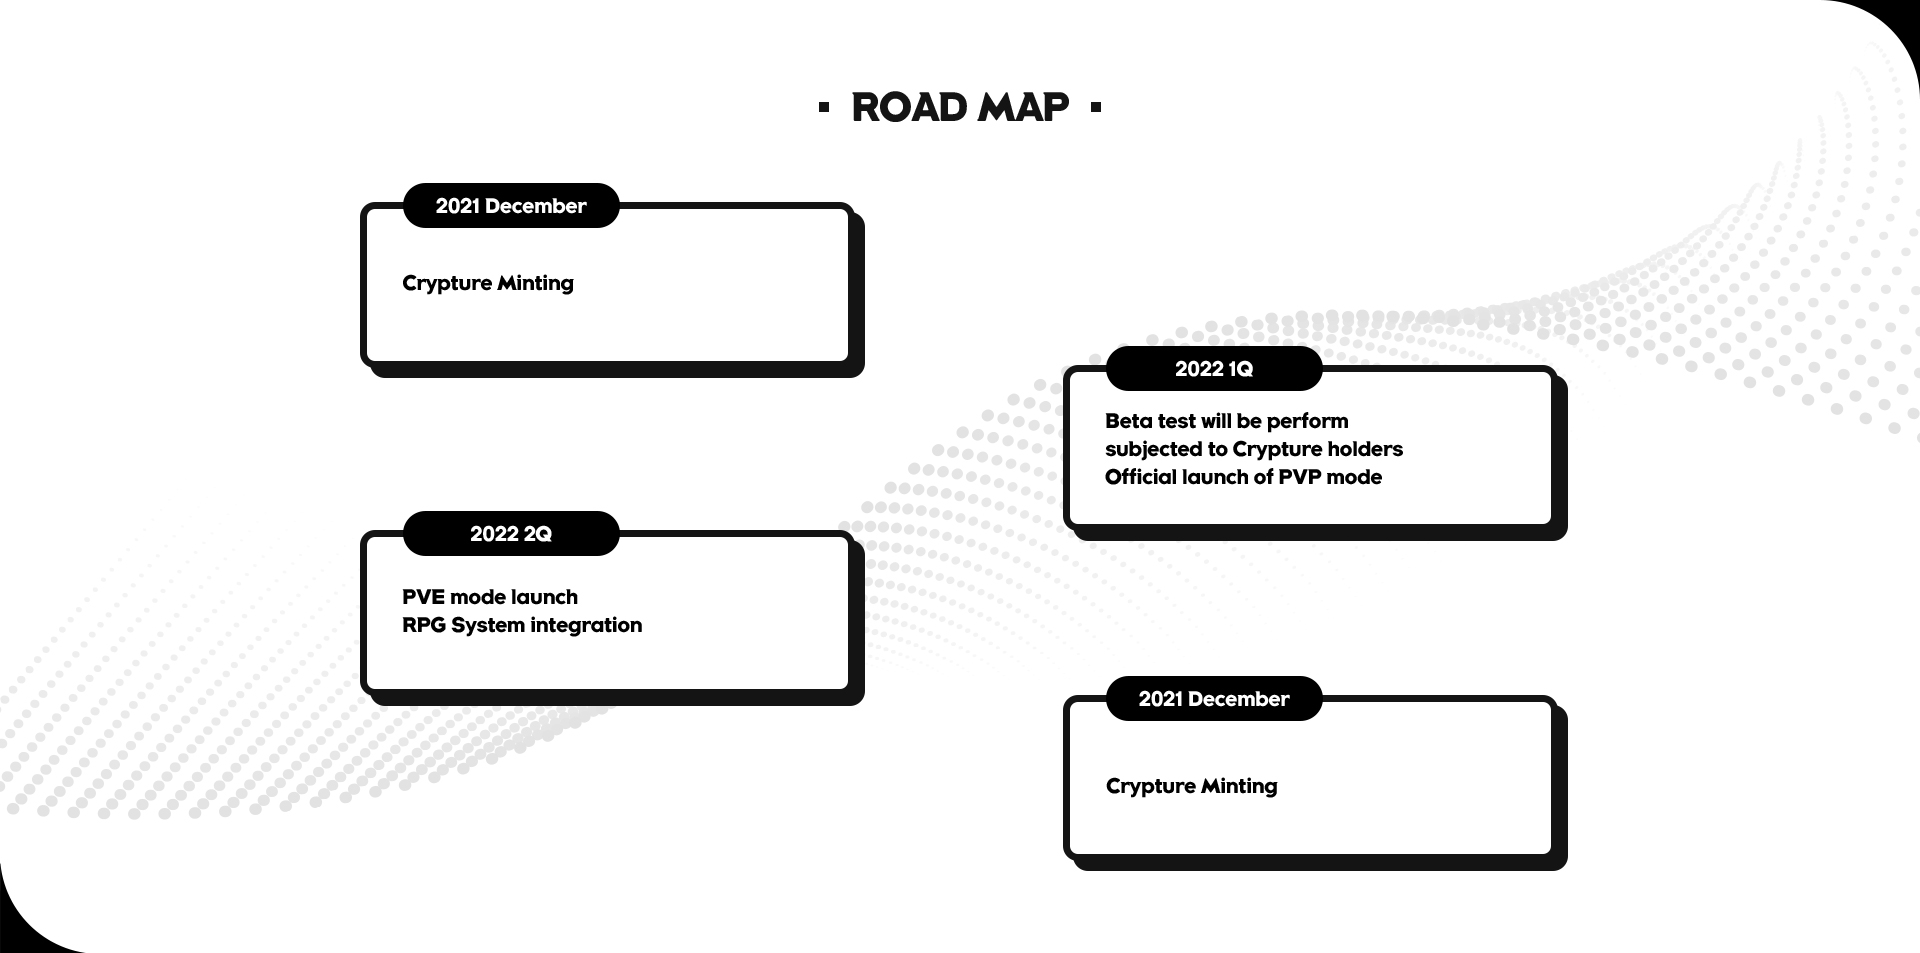 ROAD MAP
2021 December
Crypture Minting
2022 1Q
Beta test will be perform
subjected to Crypture holders
Official launch of PVP mode
2022 2Q
PVE mode launch
RPG System integration
2021 December
Crypture Minting